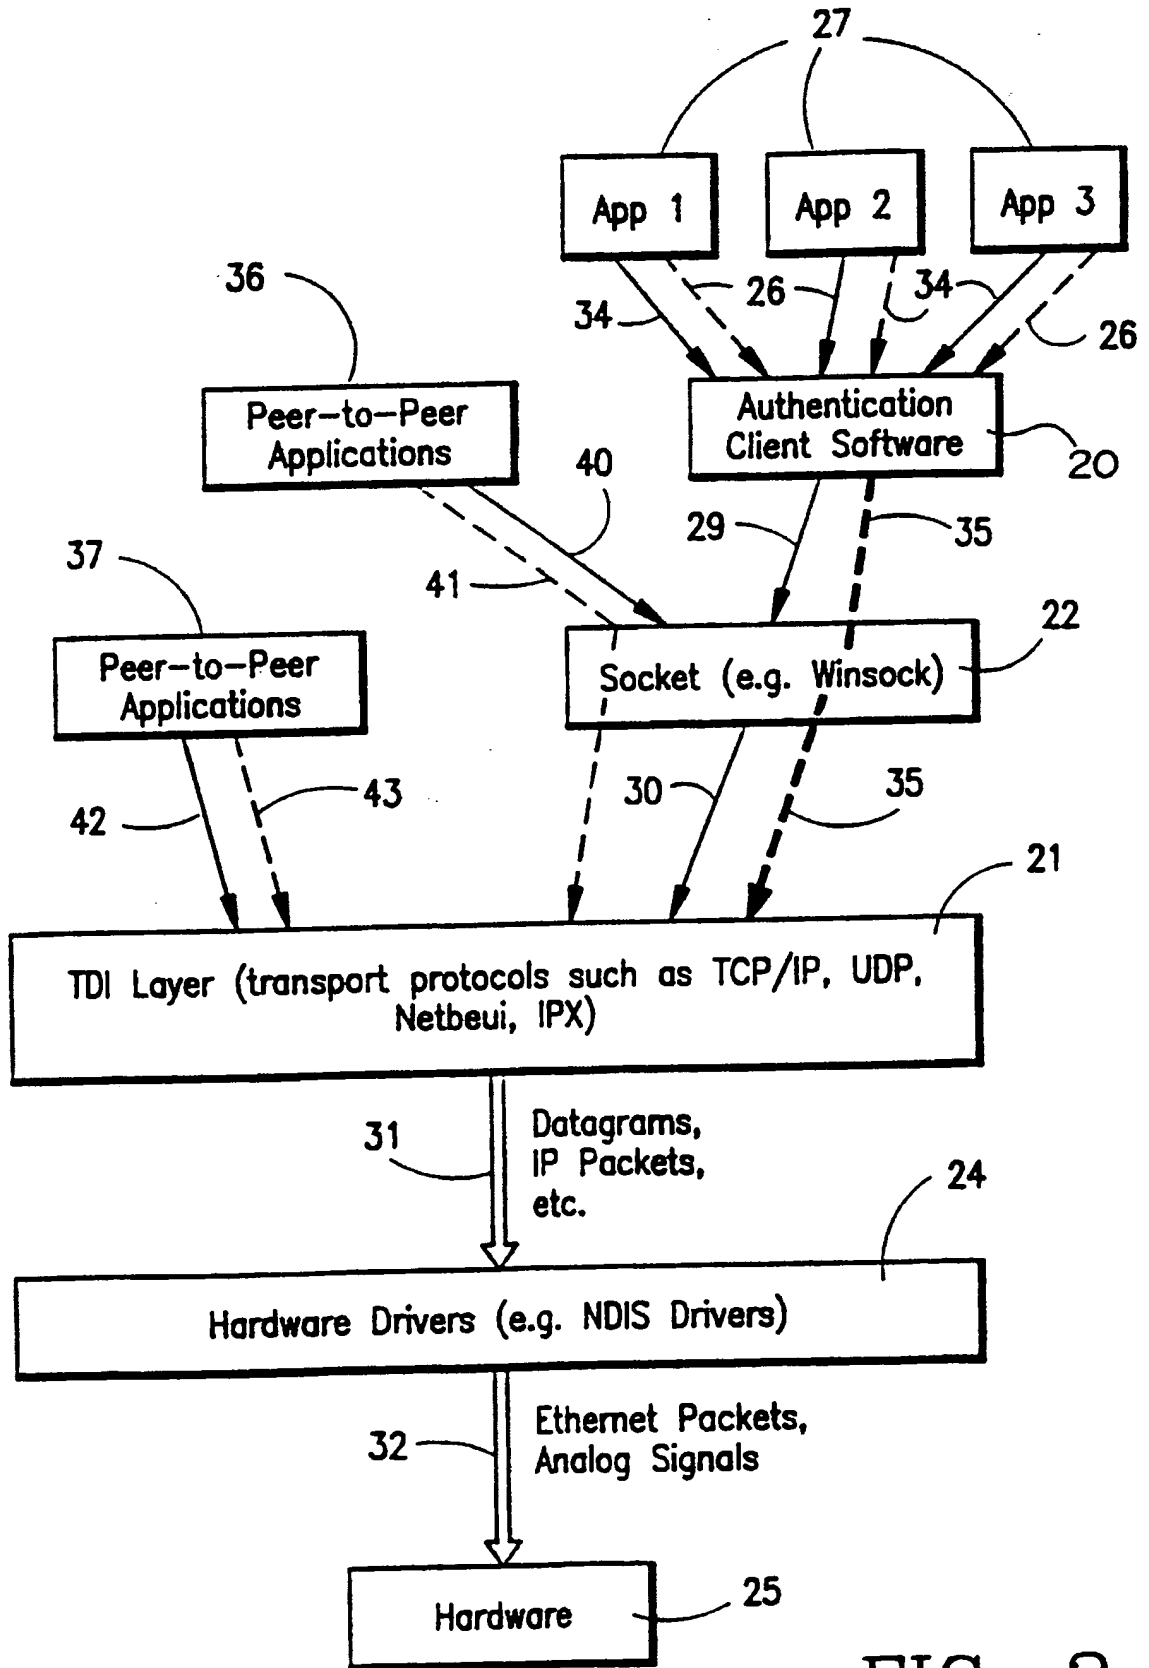 27
App 1
App 2
App 3
36
34
26
34
26
Peer-to-Peer
Applications
Authentication
Client Software
20
40
29
35
37
41
22
Peer-to-Peer
Applications
Socket (e.g. Winsock)
42
43
30
35
21
TDI Layer (transport protocols such as TCP/IP, UDP,
Netbeui, IPX)
31
Datagrams,
IP Packets,
etc.
24
Hardware Drivers (e.g. NDIS Drivers)
32
Ethernet Packets,
Analog Signals
Hardware
25